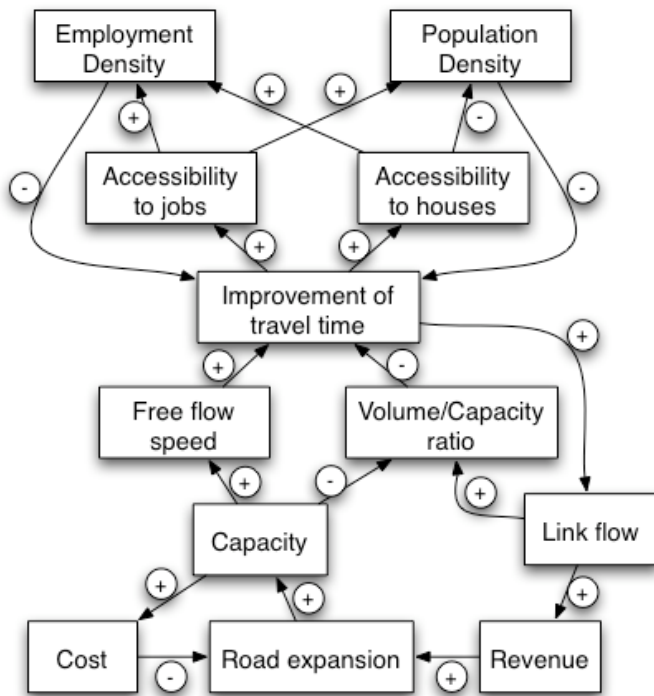 Employment
Density
Population
Density
+
+
+
-
-
-
Accessibility
to jobs
Accessibility
to houses
+
+
Improvement of
travel time
+
+
-
Free flow
speed
Volume/Capacity
ratio
+
-
+
Capacity
Link flow
+
+
+
Cost
Road expansion
Revenue
-
+